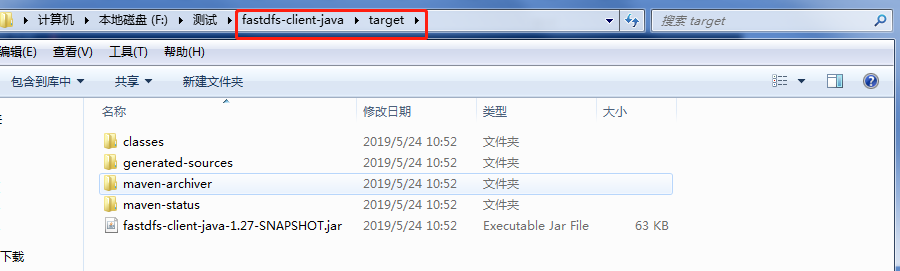 计算机 本地磁盘 (F:) 测试 fastdfs-client-java target 搜索 target
编辑(E) 查看(V) 工具(T) 帮助(H)
包含到库中 共享 新建文件夹
名称 修改日期 类型 大小
classes 2019/5/24 10:52 文件夹
generated-sources 2019/5/24 10:52 文件夹
maven-archiver 2019/5/24 10:52 文件夹
maven-status 2019/5/24 10:52 文件夹
fastdfs-client-java-1.27-SNAPSHOT.jar 2019/5/24 10:52 Executable Jar File 63 KB
下载